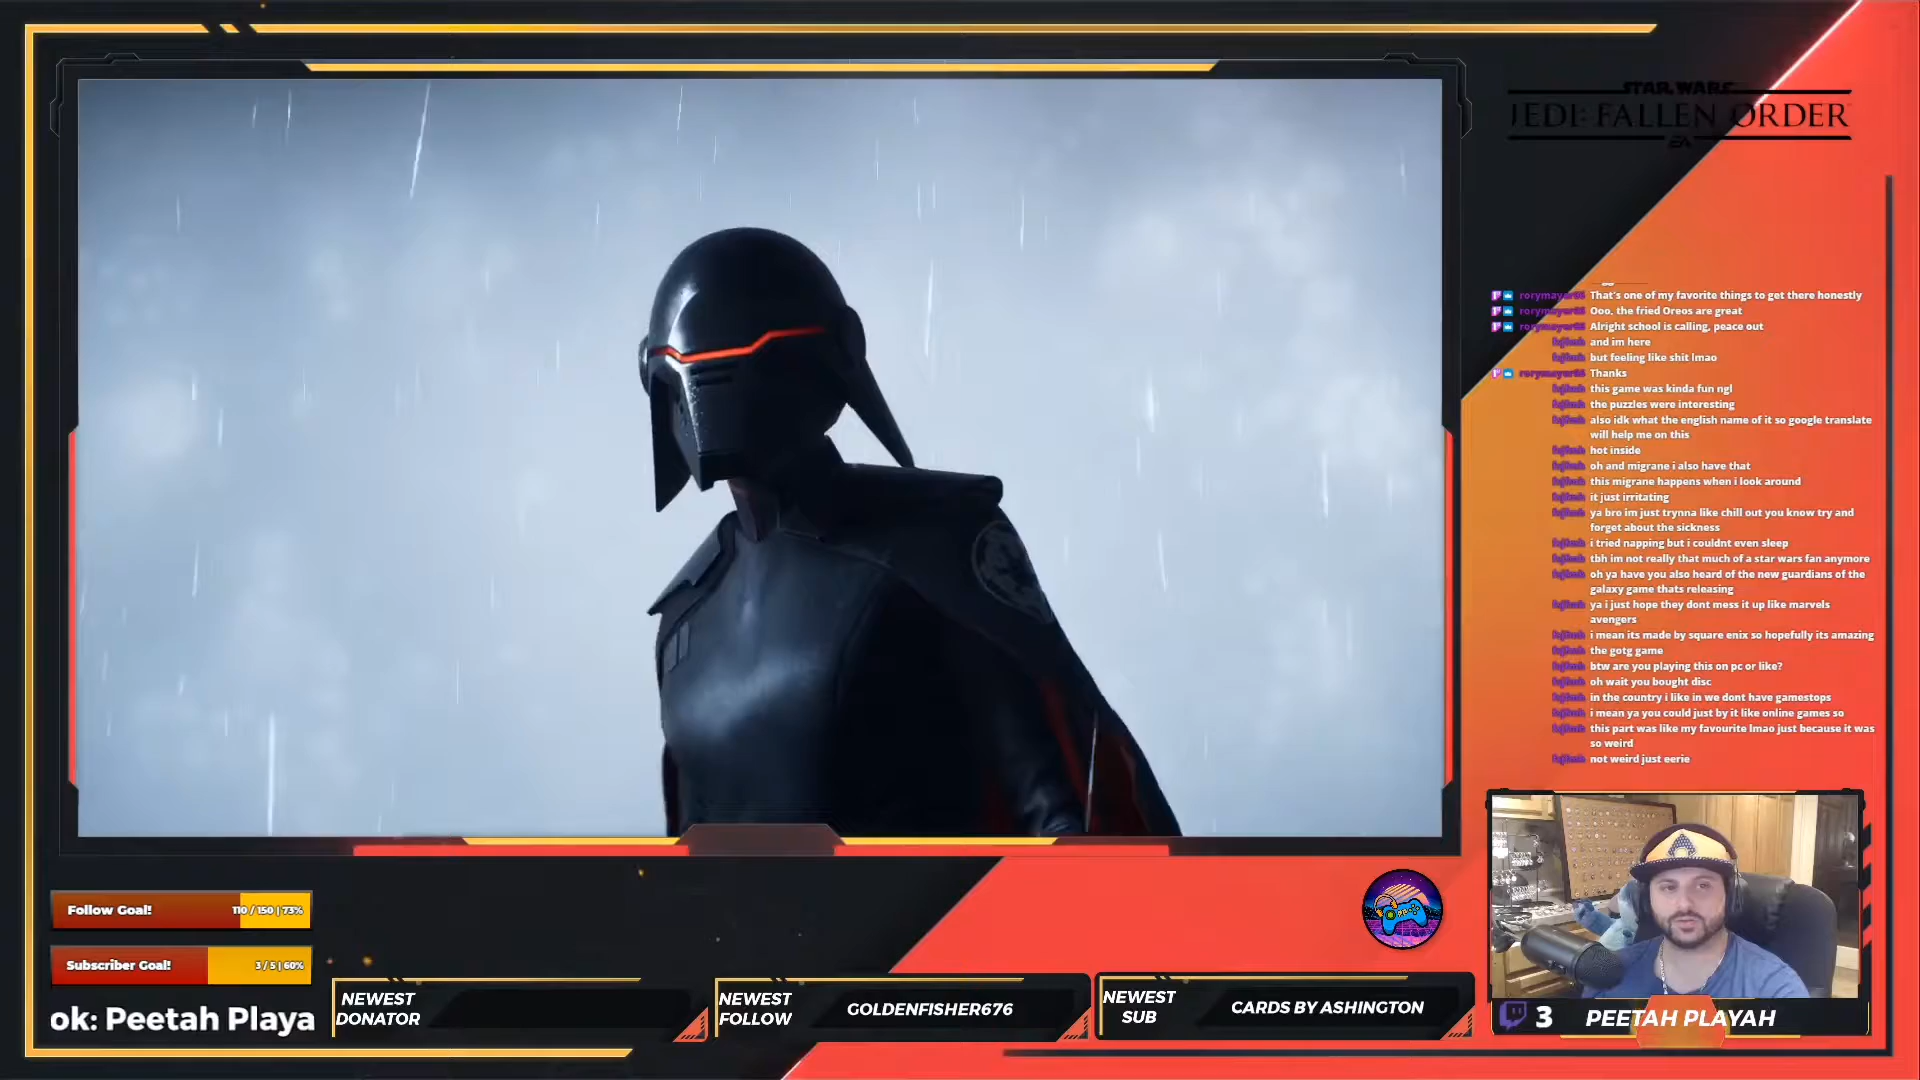 STAR WARS
JEDI: FALLEN ORDER
EA
rorymayer85 That's one of my favorite things to get there honestly
rorymayer85 Ooo, the fried Oreos are great
rorymayer85 Alright school is calling, peace out
and im here
but feeling like shit lmao
rorymayer85 Thanks
this game was kinda fun ngl
the puzzles were interesting
also idk what the english name of it so google translate
will help me on this
hot inside
oh and migrane i also have that
this migrane happens when i look around
it just irritating
ya bro im just trynna like chill out you know try and
forget about the sickness
i tried napping but i couldnt even sleep
tbh im not really that much of a star wars fan anymore
oh ya have you also heard of the new guardians of the
galaxy game thats releasing
ya i just hope they dont mess it up like marvels
avengers
i mean its made by square enix so hopefully its amazing
the gotg game
btw are you playing this on pc or like?
oh wait you bought disc
in the country i like in we dont have gamestops
i mean ya you could just by it like online games so
this part was like my favourite lmao just because it was
so weird
not weird just eerie
Follow Goal! 110 / 150 | 73%
Subscriber Goal! 3 / 5 | 60%
ok: Peetah Playa
NEWEST
DONATOR
NEWEST
FOLLOW
GOLDENFISHER676
NEWEST
SUB
CARDS BY ASHINGTON
3 PEETAH PLAYAH